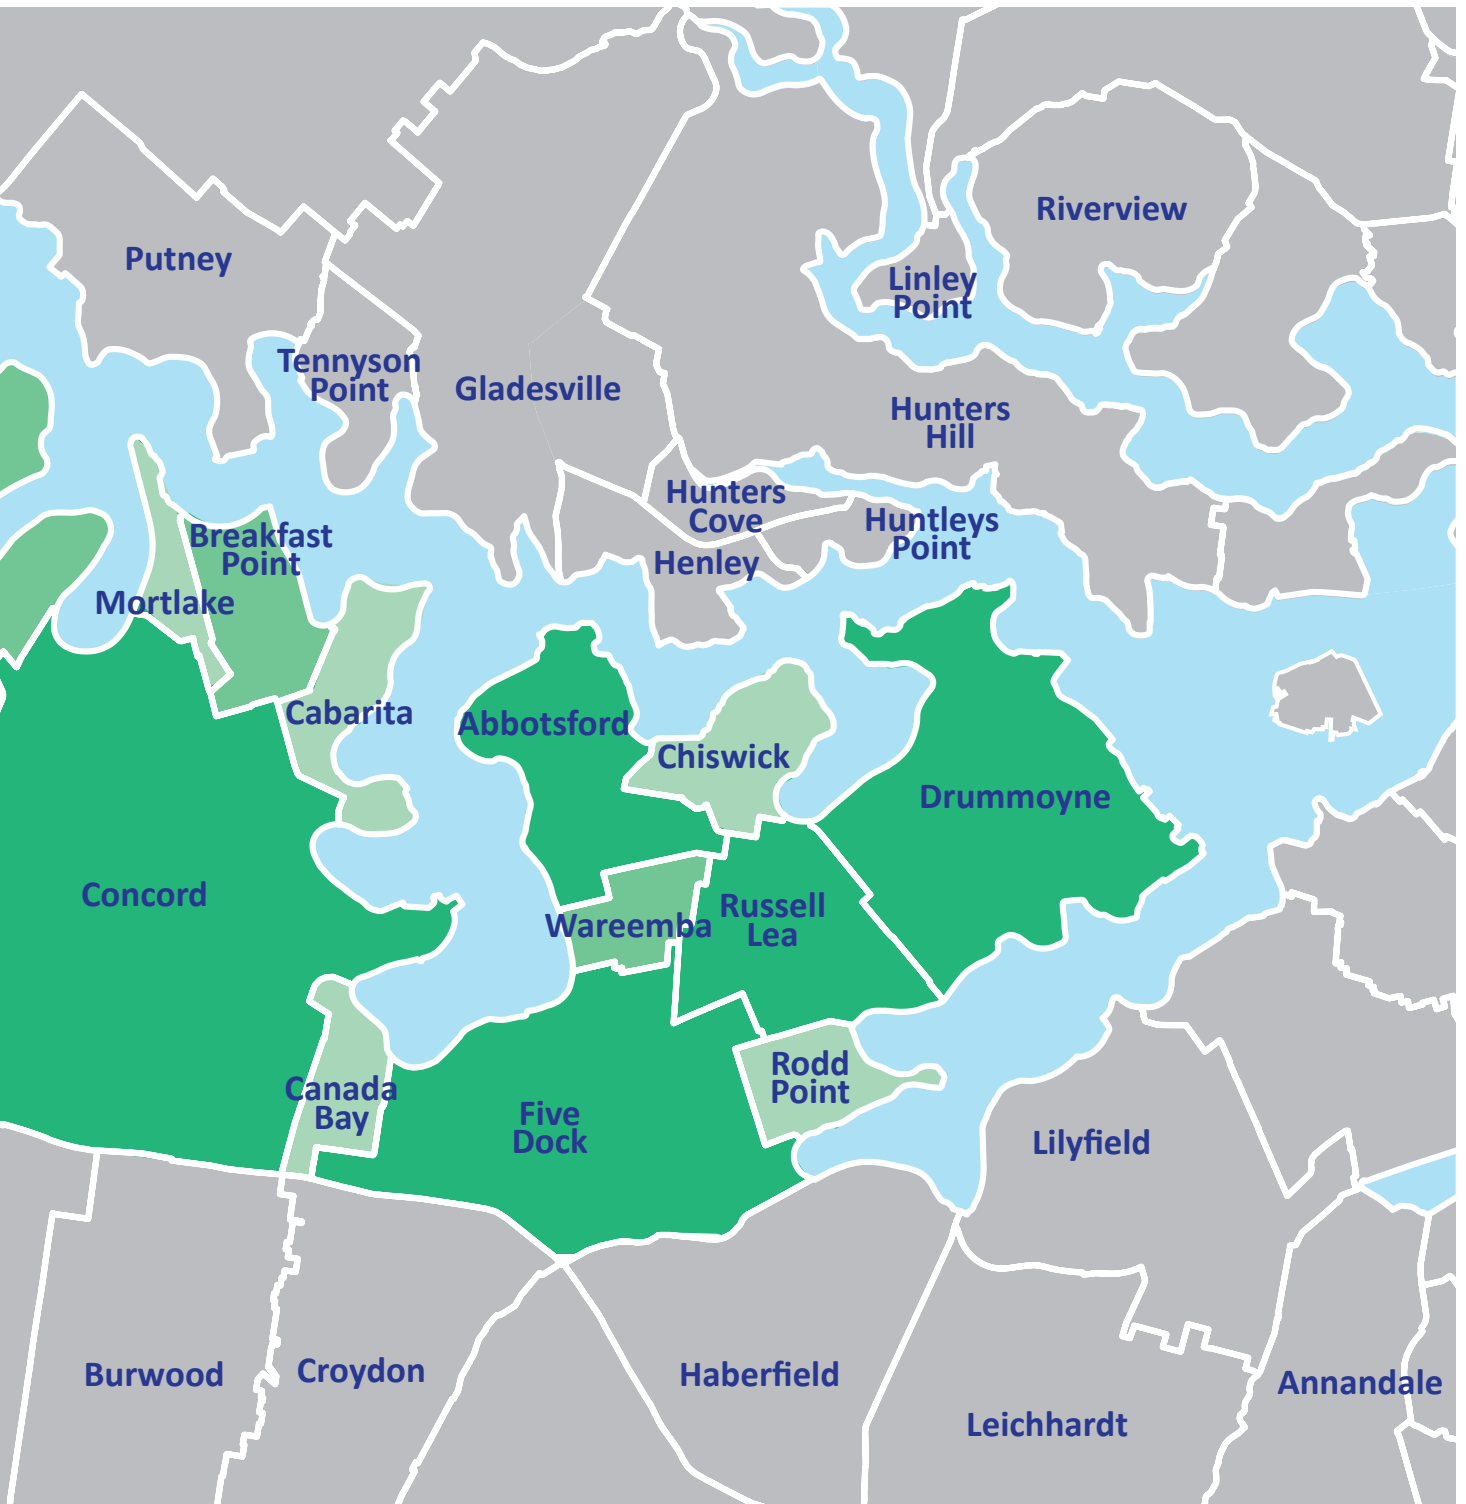 Riverview
Putney
Linley
Point
Tennyson
Point
Gladesville
Hunters
Hill
Hunters
Cove
Huntleys
Point
Breakfast
Point
Henley
Mortlake
Cabarita
Abbotsford
Chiswick
Drummoyne
Concord
Wareemba
Russell
Lea
Rodd
Point
Canada
Bay
Five
Dock
Lilyfield
Burwood
Croydon
Haberfield
Annandale
Leichhardt